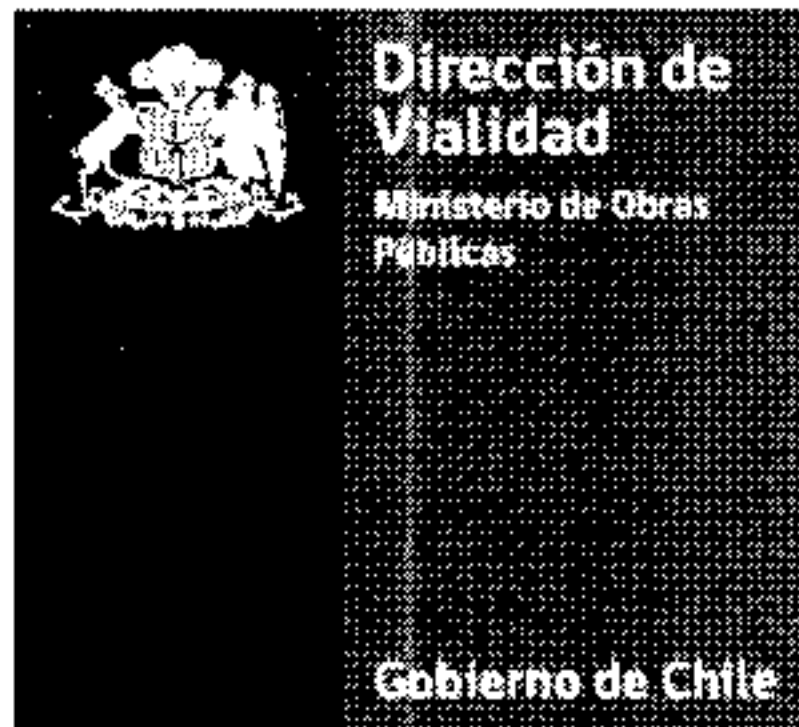 Dirección de
Vialidad
Ministerio de Obras
Públicas
Gobierno de Chile